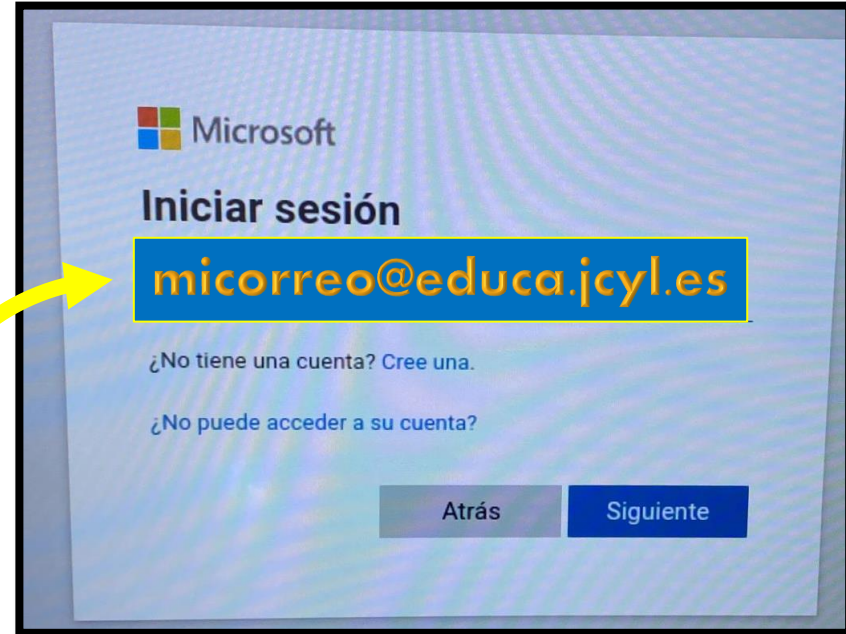 Microsoft
Iniciar sesión
micorreo@educa.jcyl.es
¿No tiene una cuenta? Cree una.
¿No puede acceder a su cuenta?
Atrás
Siguiente